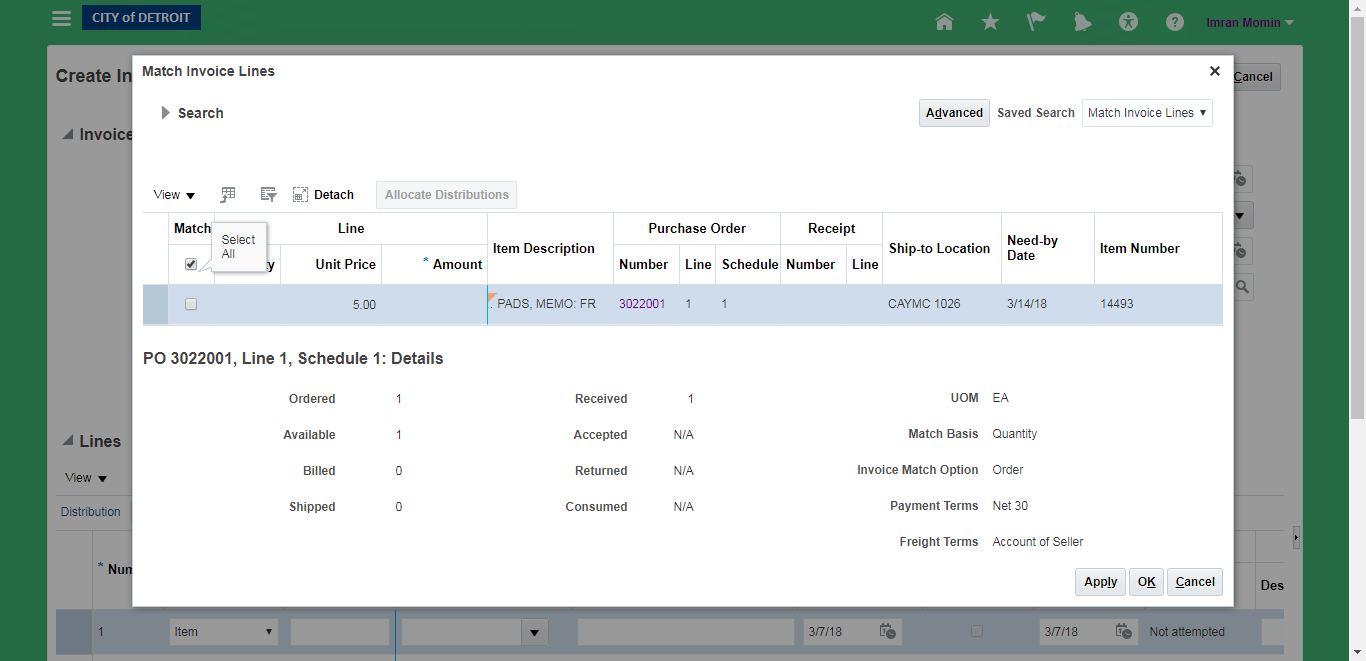 CITY of DETROIT
Imran Momin
Create In
Cancel
Match Invoice Lines
Invoice
Search
Advanced
Saved Search
Match Invoice Lines
View
Detach
Allocate Distributions
Match
Line
Item Description
Purchase Order
Receipt
Ship-to Location
Need-by
Date
Item Number
Select
All
y
Unit Price
* Amount
Number
Line
Schedule
Number
Line
5.00
. PADS, MEMO: FR
3022001
1
1
CAYMC 1026
3/14/18
14493
PO 3022001, Line 1, Schedule 1: Details
Ordered 1
Received 1
UOM EA
Available 1
Accepted N/A
Match Basis Quantity
Billed 0
Returned N/A
Invoice Match Option Order
Shipped 0
Consumed N/A
Payment Terms Net 30
Freight Terms Account of Seller
Apply
OK
Cancel
Lines
View
Distribution
* Num
Des
1
Item
3/7/18
3/7/18
Not attempted